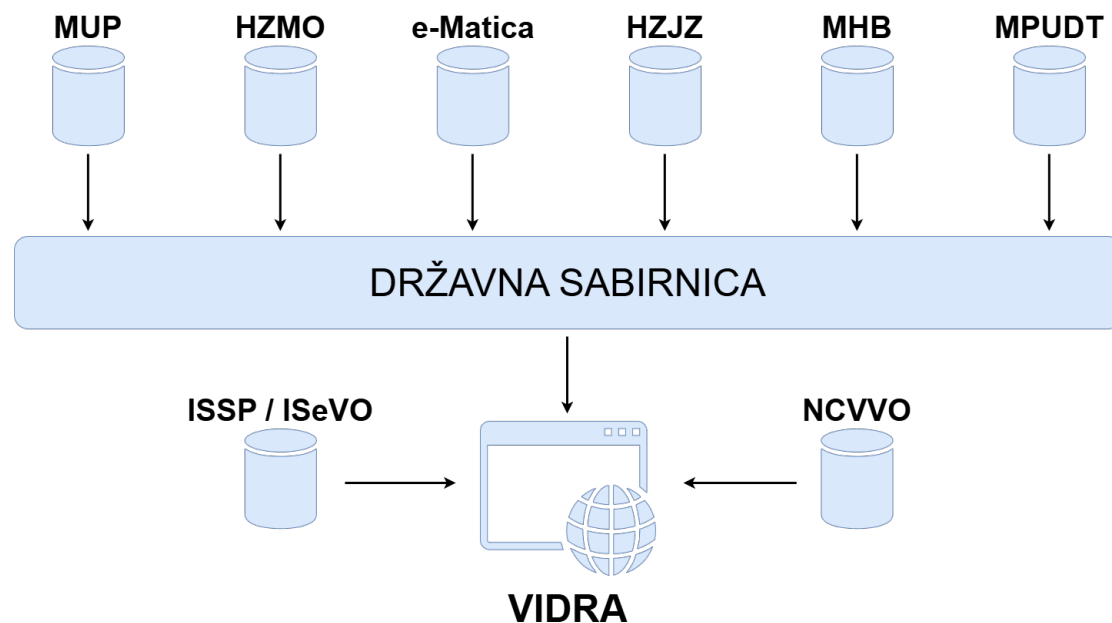 MUP
HZMO
e-Matica
HZJZ
MHB
MPUDT
DRŽAVNA SABIRNICA
ISSP / ISeVO
NCVVO
VIDRA